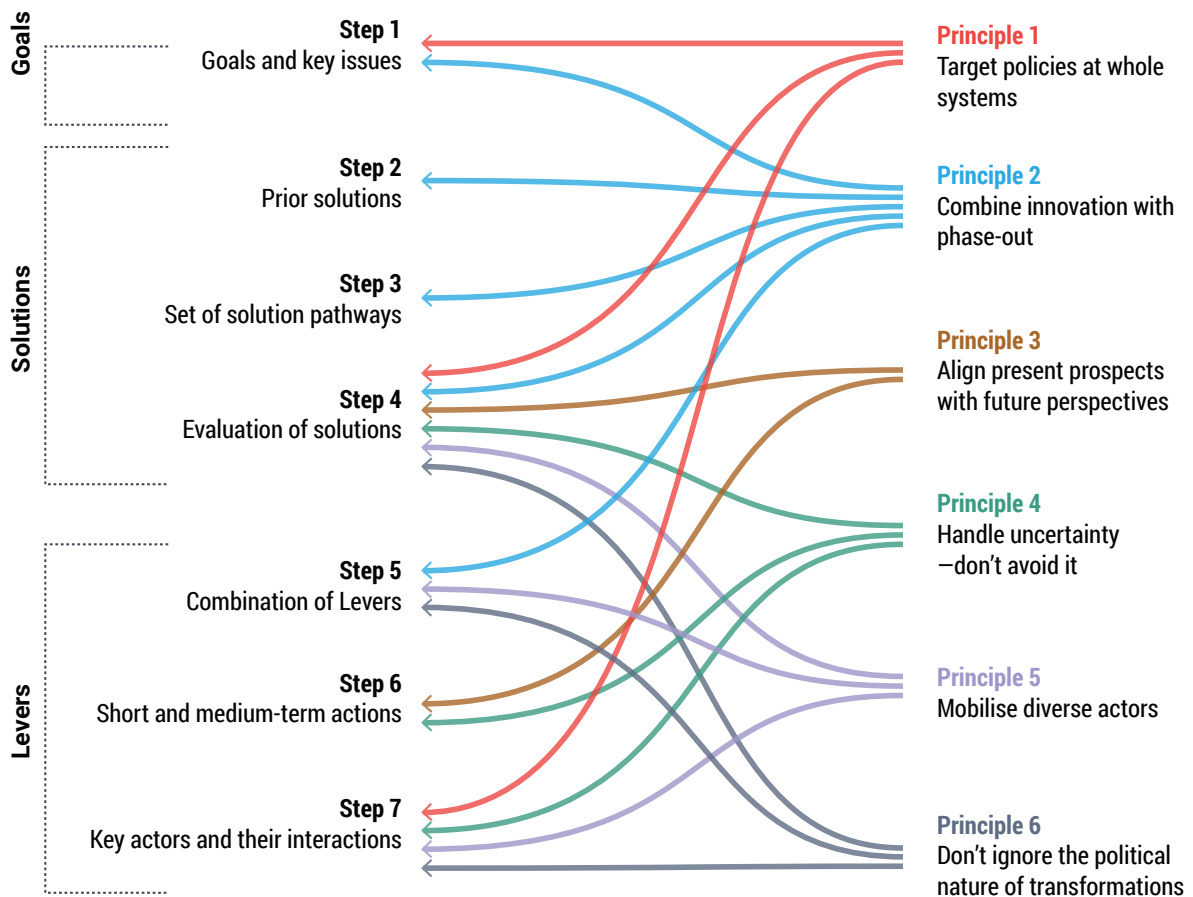 Goals
Step 1
Goals and key issues
Solutions
Step 2
Prior solutions
Step 3
Set of solution pathways
Step 4
Evaluation of solutions
Levers
Step 5
Combination of Levers
Step 6
Short and medium-term actions
Step 7
Key actors and their interactions
Principle 1
Target policies at whole
systems
Principle 2
Combine innovation with
phase-out
Principle 3
Align present prospects
with future perspectives
Principle 4
Handle uncertainty
—don’t avoid it
Principle 5
Mobilise diverse actors
Principle 6
Don’t ignore the political
nature of transformations